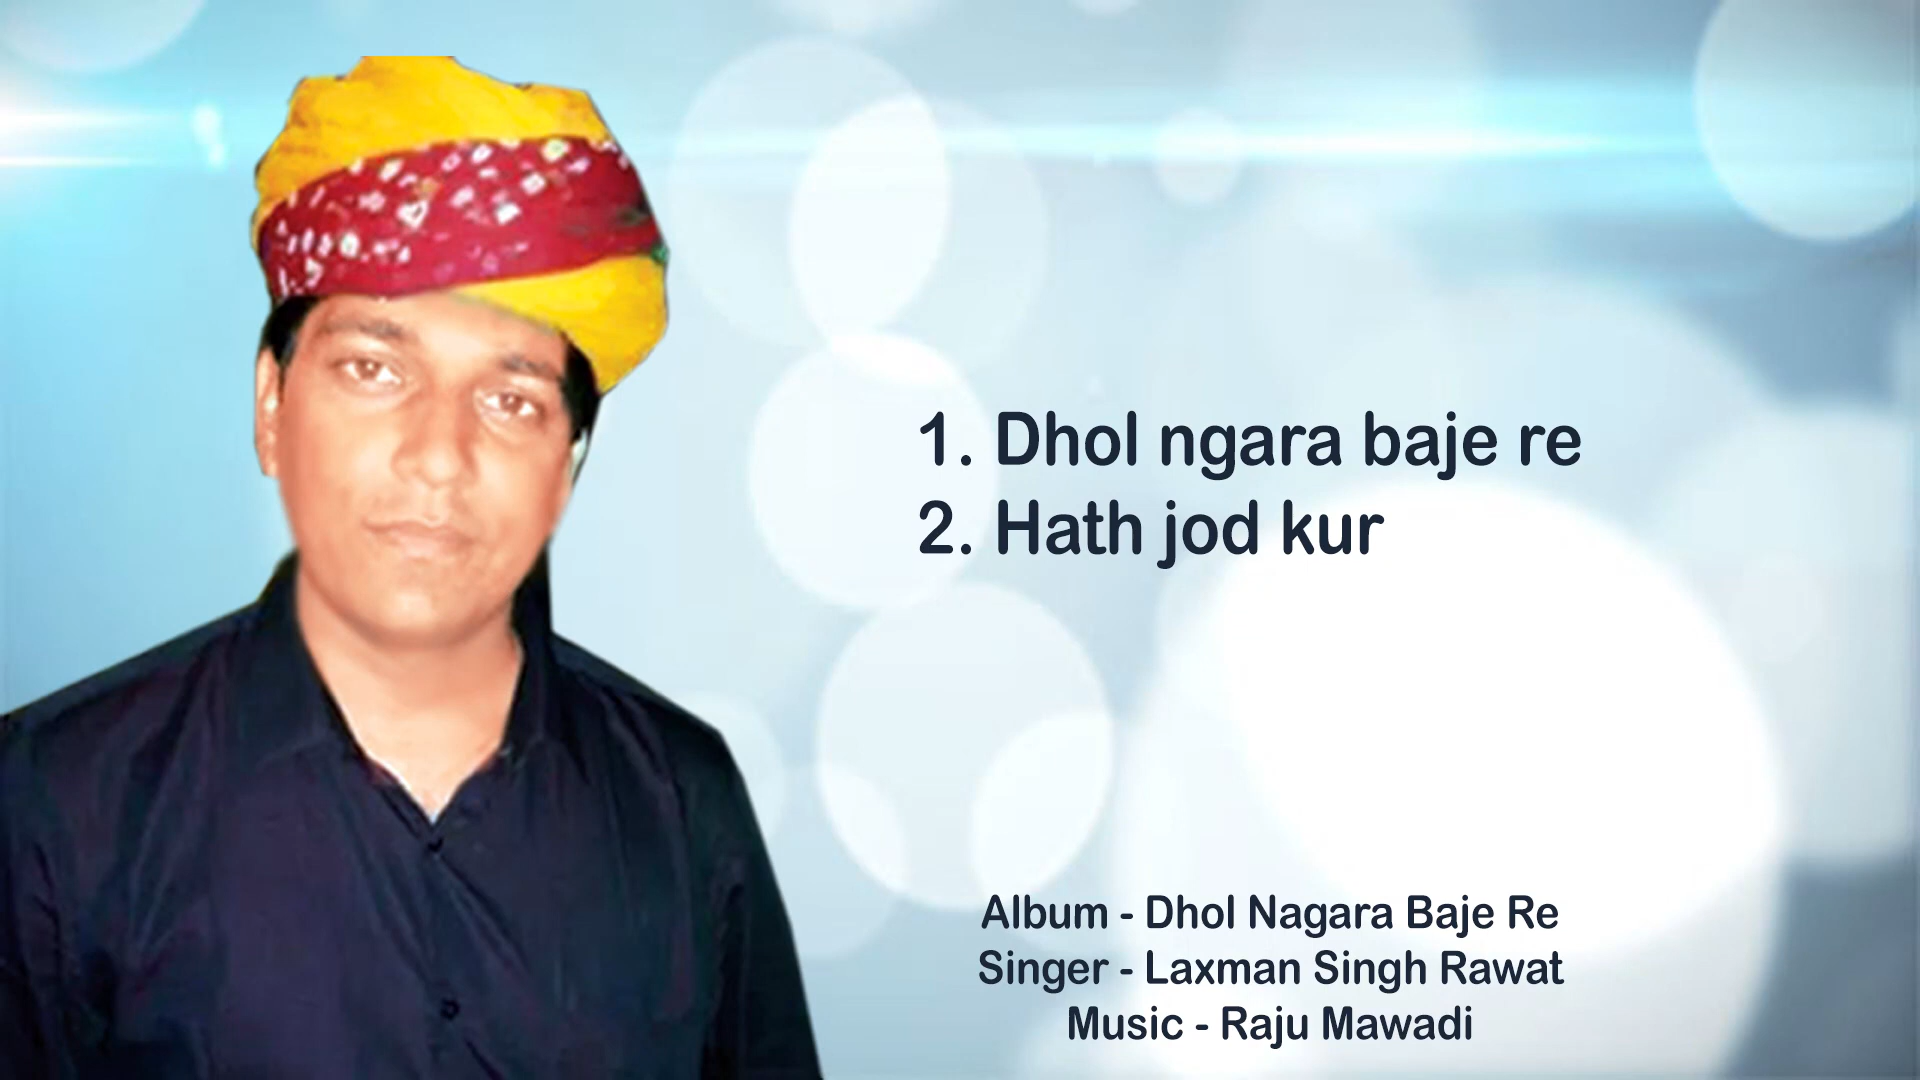 1. Dhol ngara baje re
2. Hath jod kur
Album - Dhol Nagara Baje Re
Singer - Laxman Singh Rawat
Music - Raju Mawadi